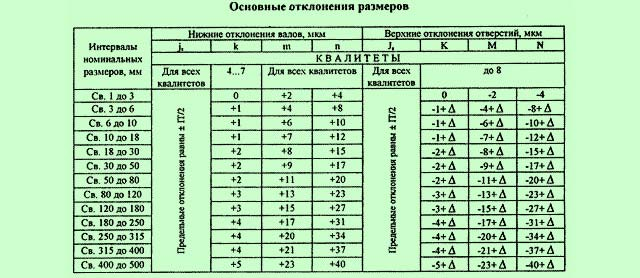 Основные отклонения размеров
Интервалы номинальных размеров, мм | Нижние отклонения валов, мкм | Верхние отклонения отверстий, мкм
jₛ | k | m | n | Jₛ | K | M | N
КВАЛИТЕТЫ
Для всех квалитетов | 4...7 | Для всех квалитетов | Для всех квалитетов | до 8
Предельные отклонения равны ± IT/2 | Предельные отклонения равны ± IT/2
Св. 1 до 3 | 0 | +2 | +4 | 0 | -2 | -4
Св. 3 до 6 | +1 | +4 | +8 | -1+Δ | -4+Δ | -8+Δ
Св. 6 до 10 | +1 | +6 | +10 | -1+Δ | -6+Δ | -10+Δ
Св. 10 до 18 | +1 | +7 | +12 | -1+Δ | -7+Δ | -12+Δ
Св. 18 до 30 | +2 | +8 | +15 | -2+Δ | -8+Δ | -15+Δ
Св. 30 до 50 | +2 | +9 | +17 | -2+Δ | -9+Δ | -17+Δ
Св. 50 до 80 | +2 | +11 | +20 | -2+Δ | -11+Δ | -20+Δ
Св. 80 до 120 | +3 | +13 | +23 | -3+Δ | -13+Δ | -23+Δ
Св. 120 до 180 | +3 | +15 | +27 | -3+Δ | -15+Δ | -27+Δ
Св. 180 до 250 | +4 | +17 | +31 | -4+Δ | -17+Δ | -31+Δ
Св. 250 до 315 | +4 | +20 | +34 | -4+Δ | -20+Δ | -34+Δ
Св. 315 до 400 | +4 | +21 | +37 | -4+Δ | -21+Δ | -37+Δ
Св. 400 до 500 | +5 | +23 | +40 | -5+Δ | -23+Δ | -40+Δ